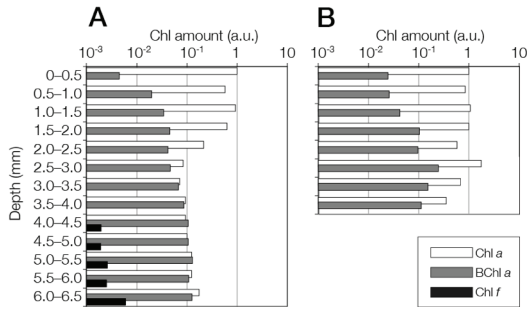 A
B
Chl amount (a.u.)
Chl amount (a.u.)
10-3 10-2 10-1 1 10
10-3 10-2 10-1 1 10
Depth (mm)
0–0.5
0.5–1.0
1.0–1.5
1.5–2.0
2.0–2.5
2.5–3.0
3.0–3.5
3.5–4.0
4.0–4.5
4.5–5.0
5.0–5.5
5.5–6.0
6.0–6.5
Chl a
BChl a
Chl f